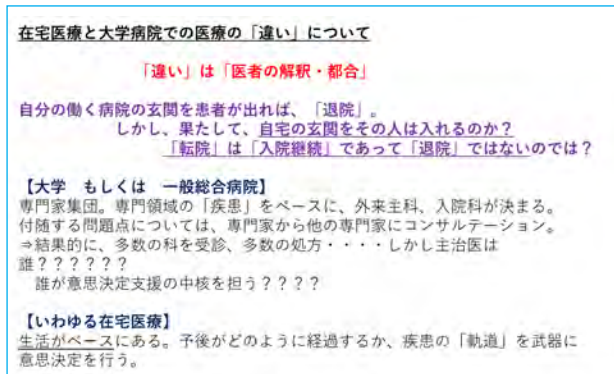 在宅医療と大学病院での医療の「違い」について
「違い」は「医者の解釈・都合」
自分の働く病院の玄関を患者が出れば、「退院」。
しかし、果たして、自宅の玄関をその人は入れるのか？
「転院」は「入院継続」であって「退院」ではないのでは？
【大学　もしくは　一般総合病院】
専門家集団。専門領域の「疾患」をベースに、外来主科、入院科が決まる。
付随する問題点については、専門家から他の専門家にコンサルテーション。
⇒結果的に、多数の科を受診、多数の処方・・・・しかし主治医は
誰？？？？？？
誰が意思決定支援の中核を担う？？？？
【いわゆる在宅医療】
生活がベースにある。予後がどのように経過するか、疾患の「軌道」を武器に
意思決定を行う。